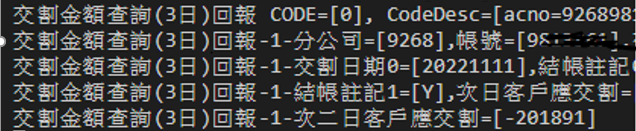 交割金額查詢(3日)回報 CODE=[0], CodeDesc=[acno=9268982
交割金額查詢(3日)回報-1-分公司=[9268],帳號=[98
交割金額查詢(3日)回報-1-交割日期0=[20221111],結帳註記
交割金額查詢(3日)回報-1-結帳註記1=[Y],次日客戶應交割=
交割金額查詢(3日)回報-1-次二日客戶應交割=[-201891]